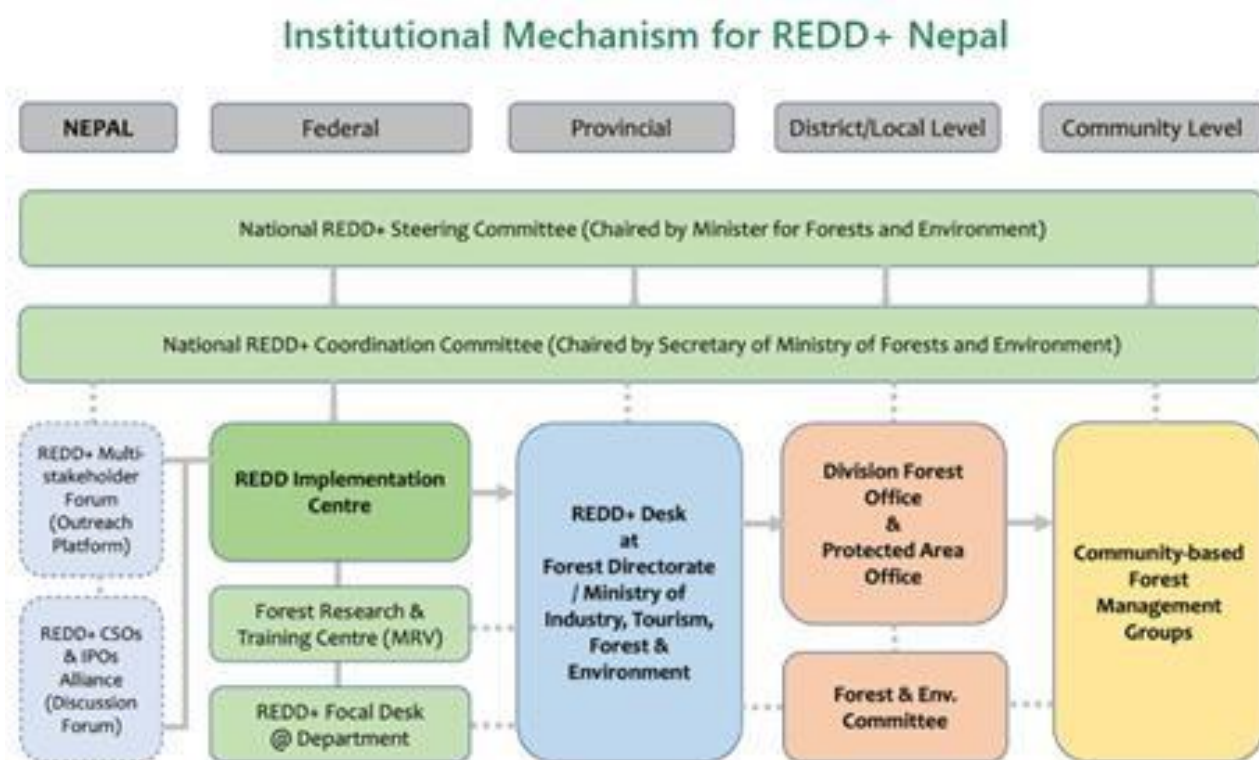 Institutional Mechanism for REDD+ Nepal
NEPAL
Federal
Provincial
District/Local Level
Community Level
National REDD+ Steering Committee (Chaired by Minister for Forests and Environment)
National REDD+ Coordination Committee (Chaired by Secretary of Ministry of Forests and Environment)
REDD+ Multi-
stakeholder
Forum
(Outreach
Platform)
REDD+ CSOs
& IPOs
Alliance
(Discussion
Forum)
REDD Implementation
Centre
Forest Research &
Training Centre (MRV)
REDD+ Focal Desk
@ Department
REDD+ Desk
at
Forest Directorate
/ Ministry of
Industry, Tourism,
Forest &
Environment
Division Forest
Office
&
Protected Area
Office
Forest & Env.
Committee
Community-based
Forest
Management
Groups